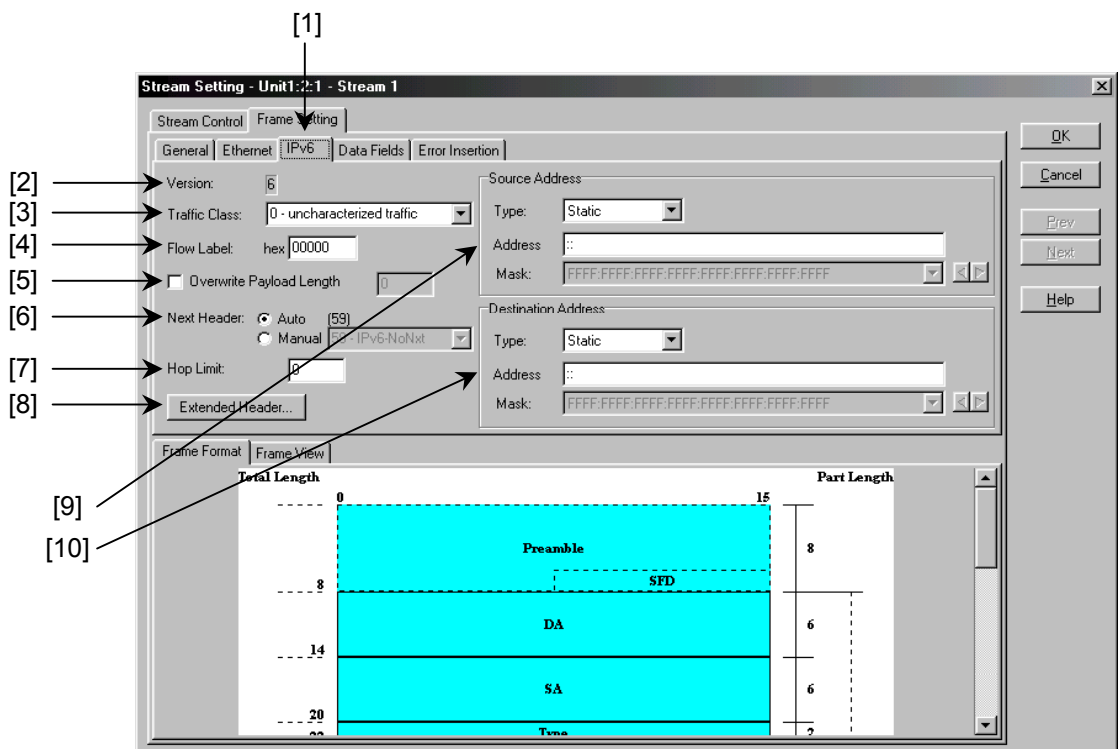 [1]
Stream Setting - Unit1:2:1 - Stream 1
Stream Control Frame Setting
General Ethernet IPv6 Data Fields Error Insertion
OK
Cancel
Prev
Next
Help
[2] Version: 6
[3] Traffic Class: 0 - uncharacterized traffic
[4] Flow Label: hex 00000
[5] Overwrite Payload Length 0
[6] Next Header: Auto (59)
Manual 59 - IPv6-NoNxt
[7] Hop Limit: 0
[8] Extended Header...
Source Address
Type: Static
Address ::
Mask: FFFF:FFFF:FFFF:FFFF:FFFF:FFFF:FFFF:FFFF
Destination Address
Type: Static
Address ::
Mask: FFFF:FFFF:FFFF:FFFF:FFFF:FFFF:FFFF:FFFF
[9]
[10]
Frame Format Frame View
Total Length Part Length
0 15
Preamble 8
SFD
8
DA 6
14
SA 6
20
22 Type 2